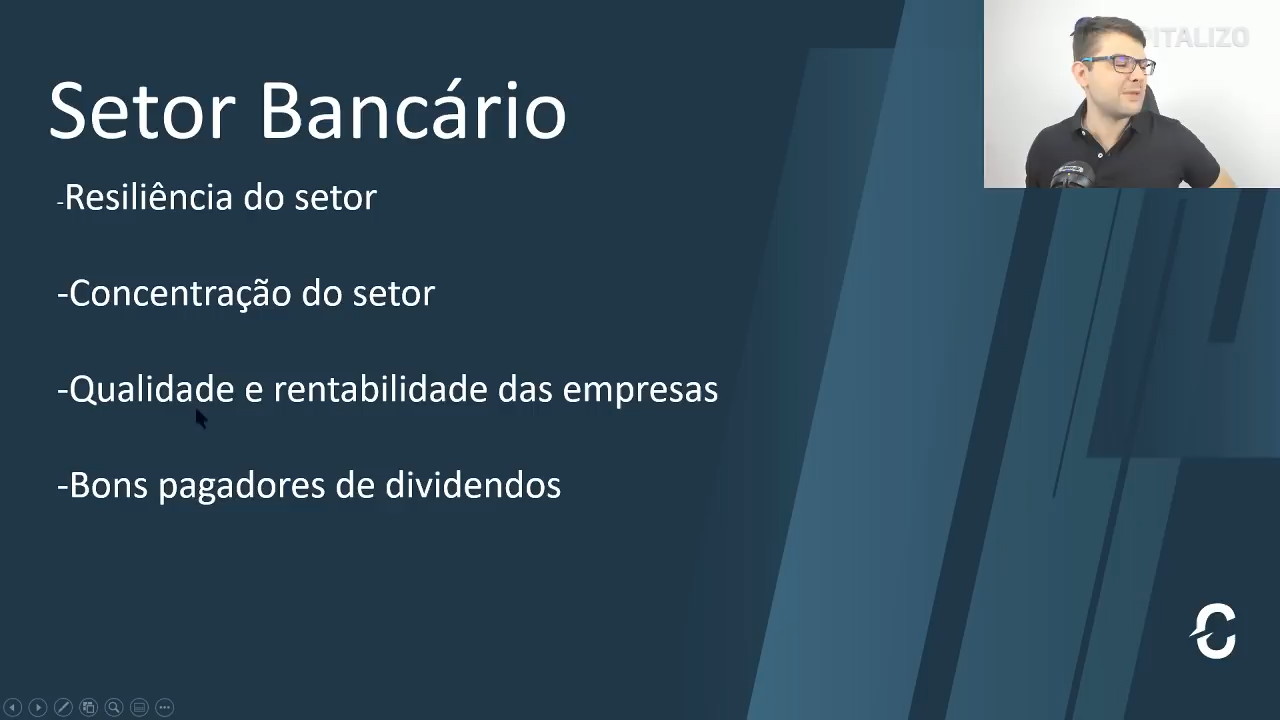 Setor Bancário
-Resiliência do setor
-Concentração do setor
-Qualidade e rentabilidade das empresas
-Bons pagadores de dividendos